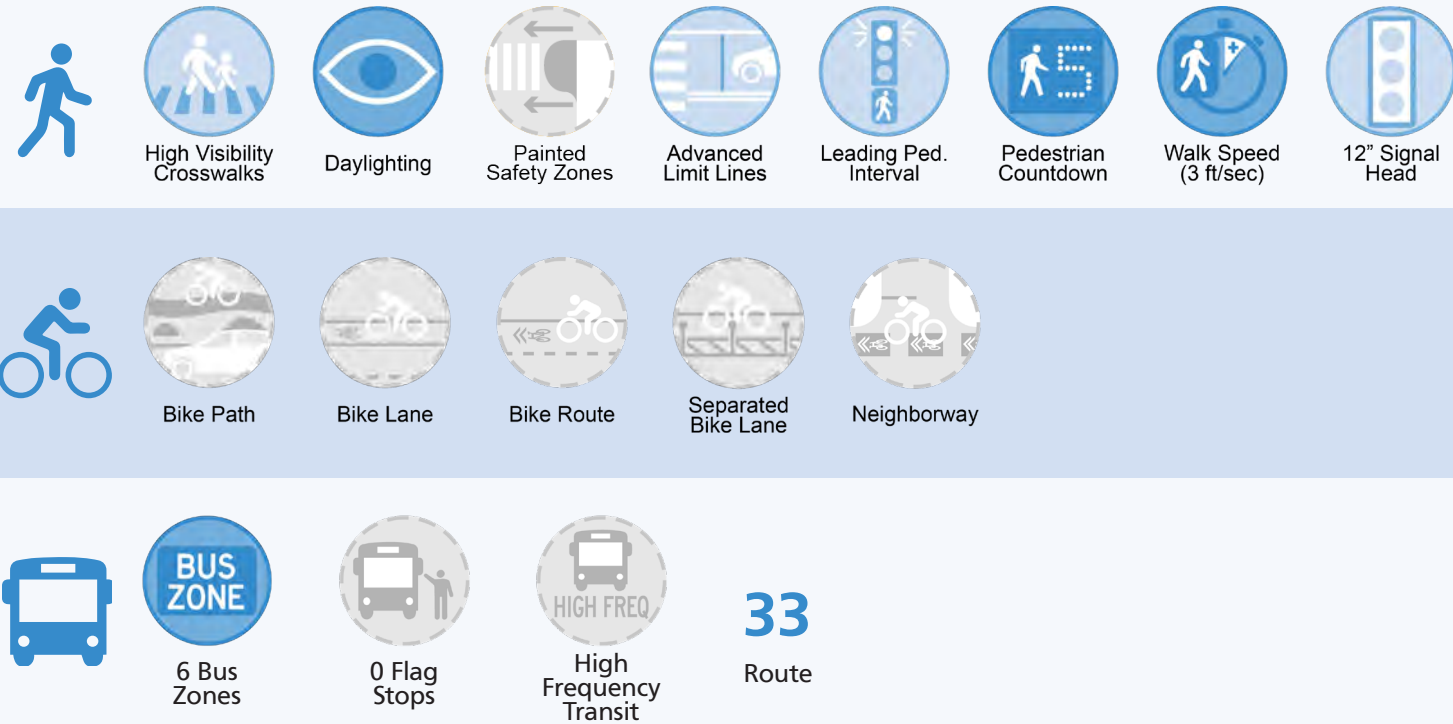 5
High Visibility
Crosswalks
Daylighting
Painted
Safety Zones
Advanced
Limit Lines
Leading Ped.
Interval
Pedestrian
Countdown
Walk Speed
(3 ft/sec)
12” Signal
Head
Bike Path
Bike Lane
Bike Route
Separated
Bike Lane
Neighborway
BUS
ZONE
6 Bus
Zones
0 Flag
Stops
HIGH FREQ
High
Frequency
Transit
33
Route